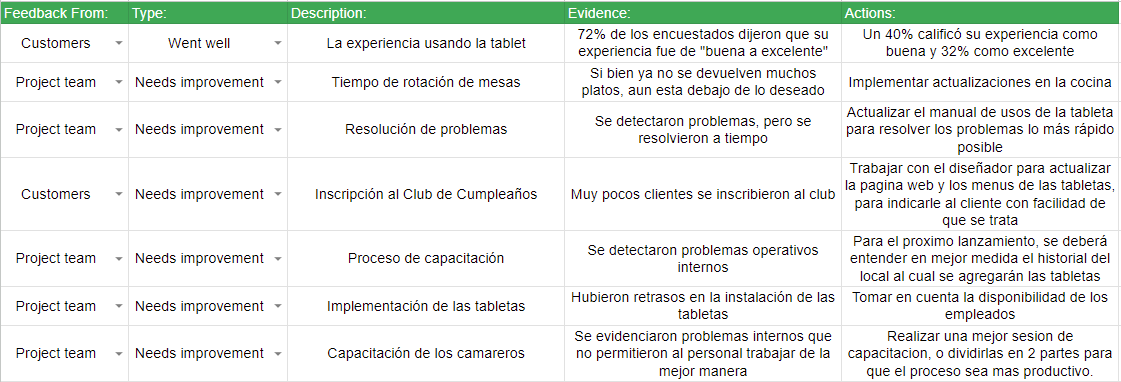 Feedback From: Type: Description: Evidence: Actions:
Customers Went well La experiencia usando la tablet
72% de los encuestados dijeron que su
experiencia fue de "buena a excelente"
Un 40% calificó su experiencia como
buena y 32% como excelente
Project team Needs improvement Tiempo de rotación de mesas
Si bien ya no se devuelven muchos
platos, aun esta debajo de lo deseado
Implementar actualizaciones en la cocina
Project team Needs improvement Resolución de problemas
Se detectaron problemas, pero se
resolvieron a tiempo
Actualizar el manual de usos de la tableta
para resolver los problemas lo más rápido
posible
Customers Needs improvement Inscripción al Club de Cumpleaños
Muy pocos clientes se inscribieron al club
Trabajar con el diseñador para actualizar
la pagina web y los menus de las tabletas,
para indicarle al cliente con facilidad de
que se trata
Project team Needs improvement Proceso de capacitación
Se detectaron problemas operativos
internos
Para el proximo lanzamiento, se deberá
entender en mejor medida el historial del
local al cual se agregarán las tabletas
Project team Needs improvement Implementación de las tabletas
Hubieron retrasos en la instalación de las
tabletas
Tomar en cuenta la disponibilidad de los
empleados
Project team Needs improvement Capacitación de los camareros
Se evidenciaron problemas internos que
no permitieron al personal trabajar de la
mejor manera
Realizar una mejor sesion de
capacitacion, o dividirlas en 2 partes para
que el proceso sea mas productivo.